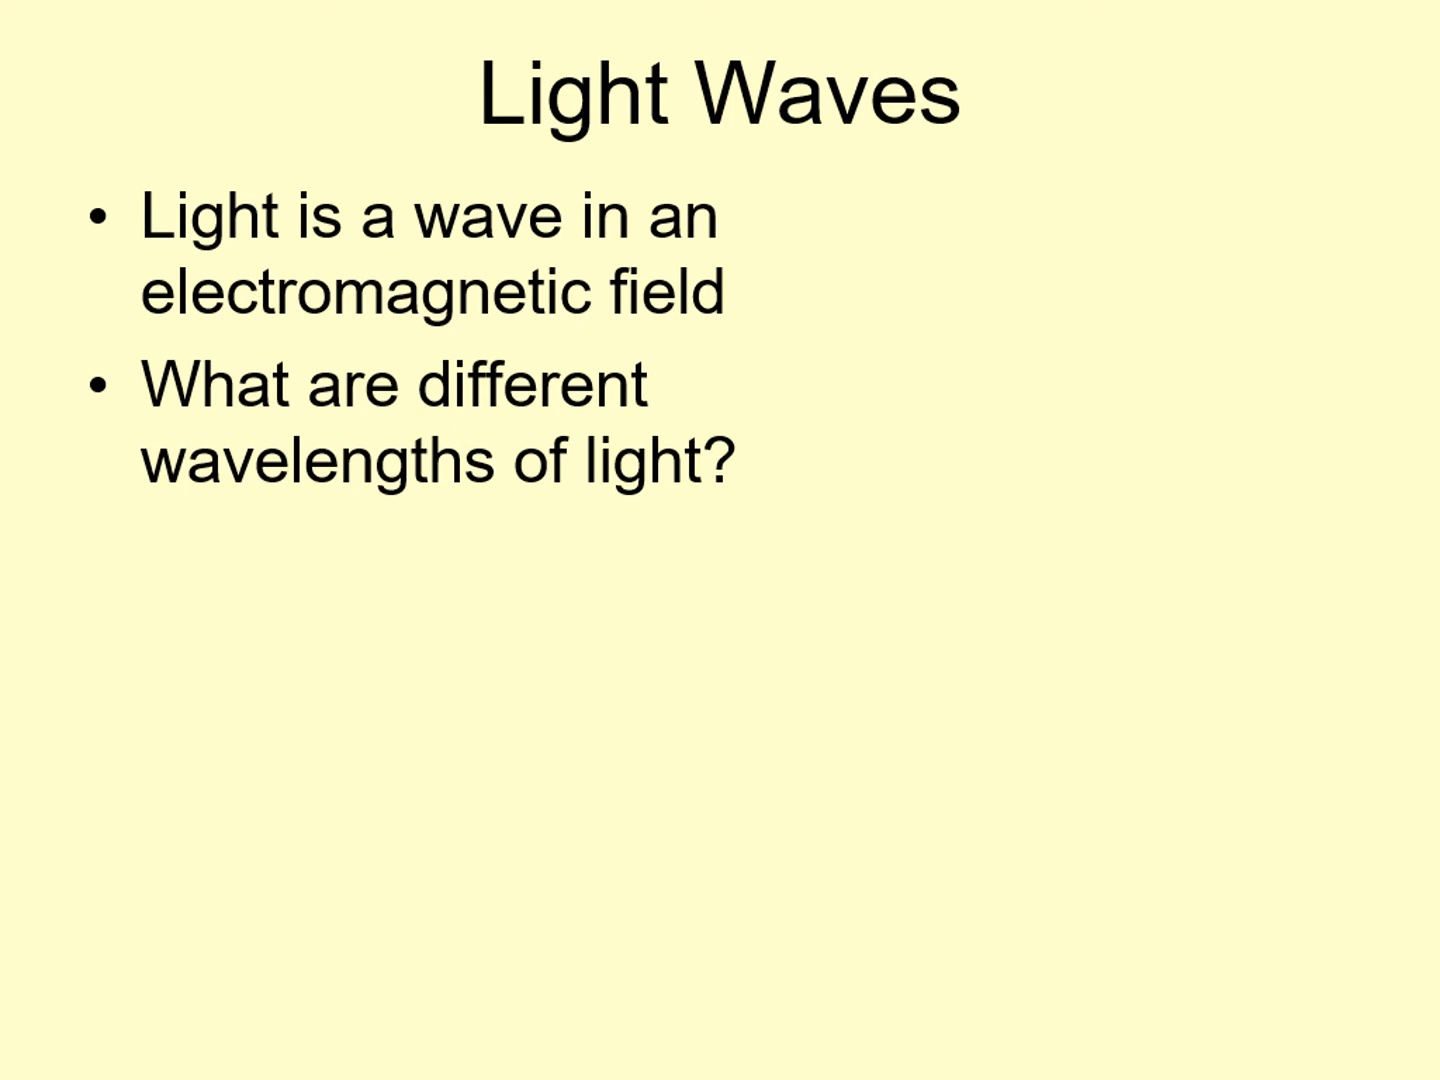 Light Waves
• Light is a wave in an
electromagnetic field
• What are different
wavelengths of light?